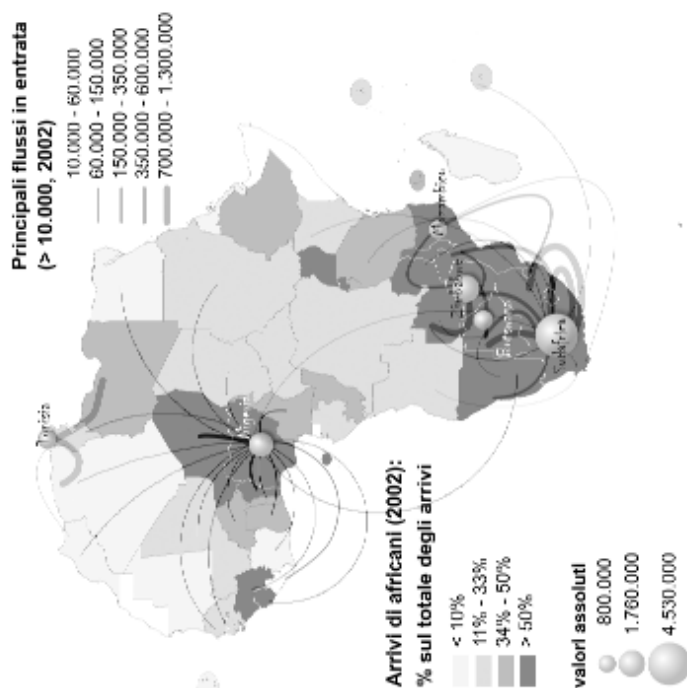 Principali flussi in entrata
(> 10.000, 2002)
10.000 - 60.000
60.000 - 150.000
150.000 - 350.000
350.000 - 600.000
700.000 - 1.300.000
Tunisia
Nigeria
Sudafrica
Arrivi di africani (2002):
% sul totale degli arrivi
< 10%
11% - 33%
34% - 50%
> 50%
valori assoluti
800.000
1.760.000
4.530.000